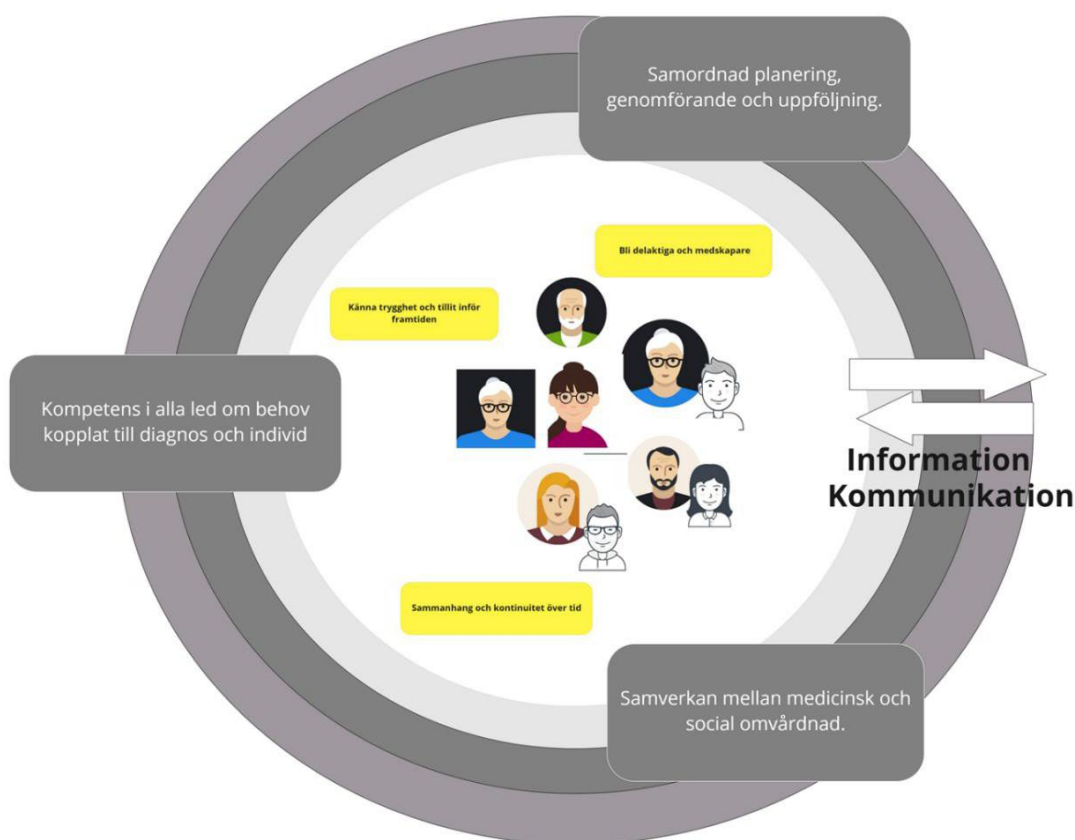 Samordnad planering,
genomförande och uppföljning.
Bli delaktiga och medskapare
Känna trygghet och tillit inför
framtiden
Kompetens i alla led om behov
kopplat till diagnos och individ
Information
Kommunikation
Sammanhang och kontinuitet över tid
Samverkan mellan medicinsk och
social omvårdnad.